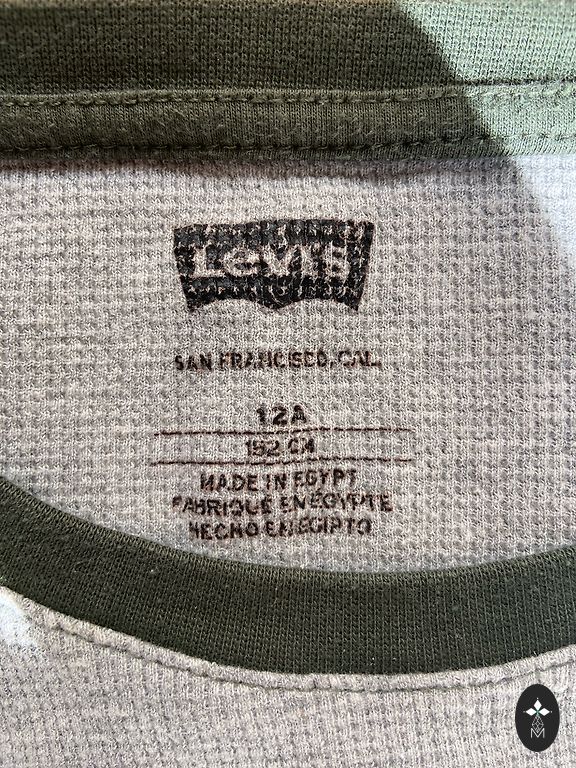 Levi's
SAN FRANCISCO, CAL.
12A
152 CM
MADE IN EGYPT
FABRIQUE EN EGYPTE
HECHO EN EGIPTO
M